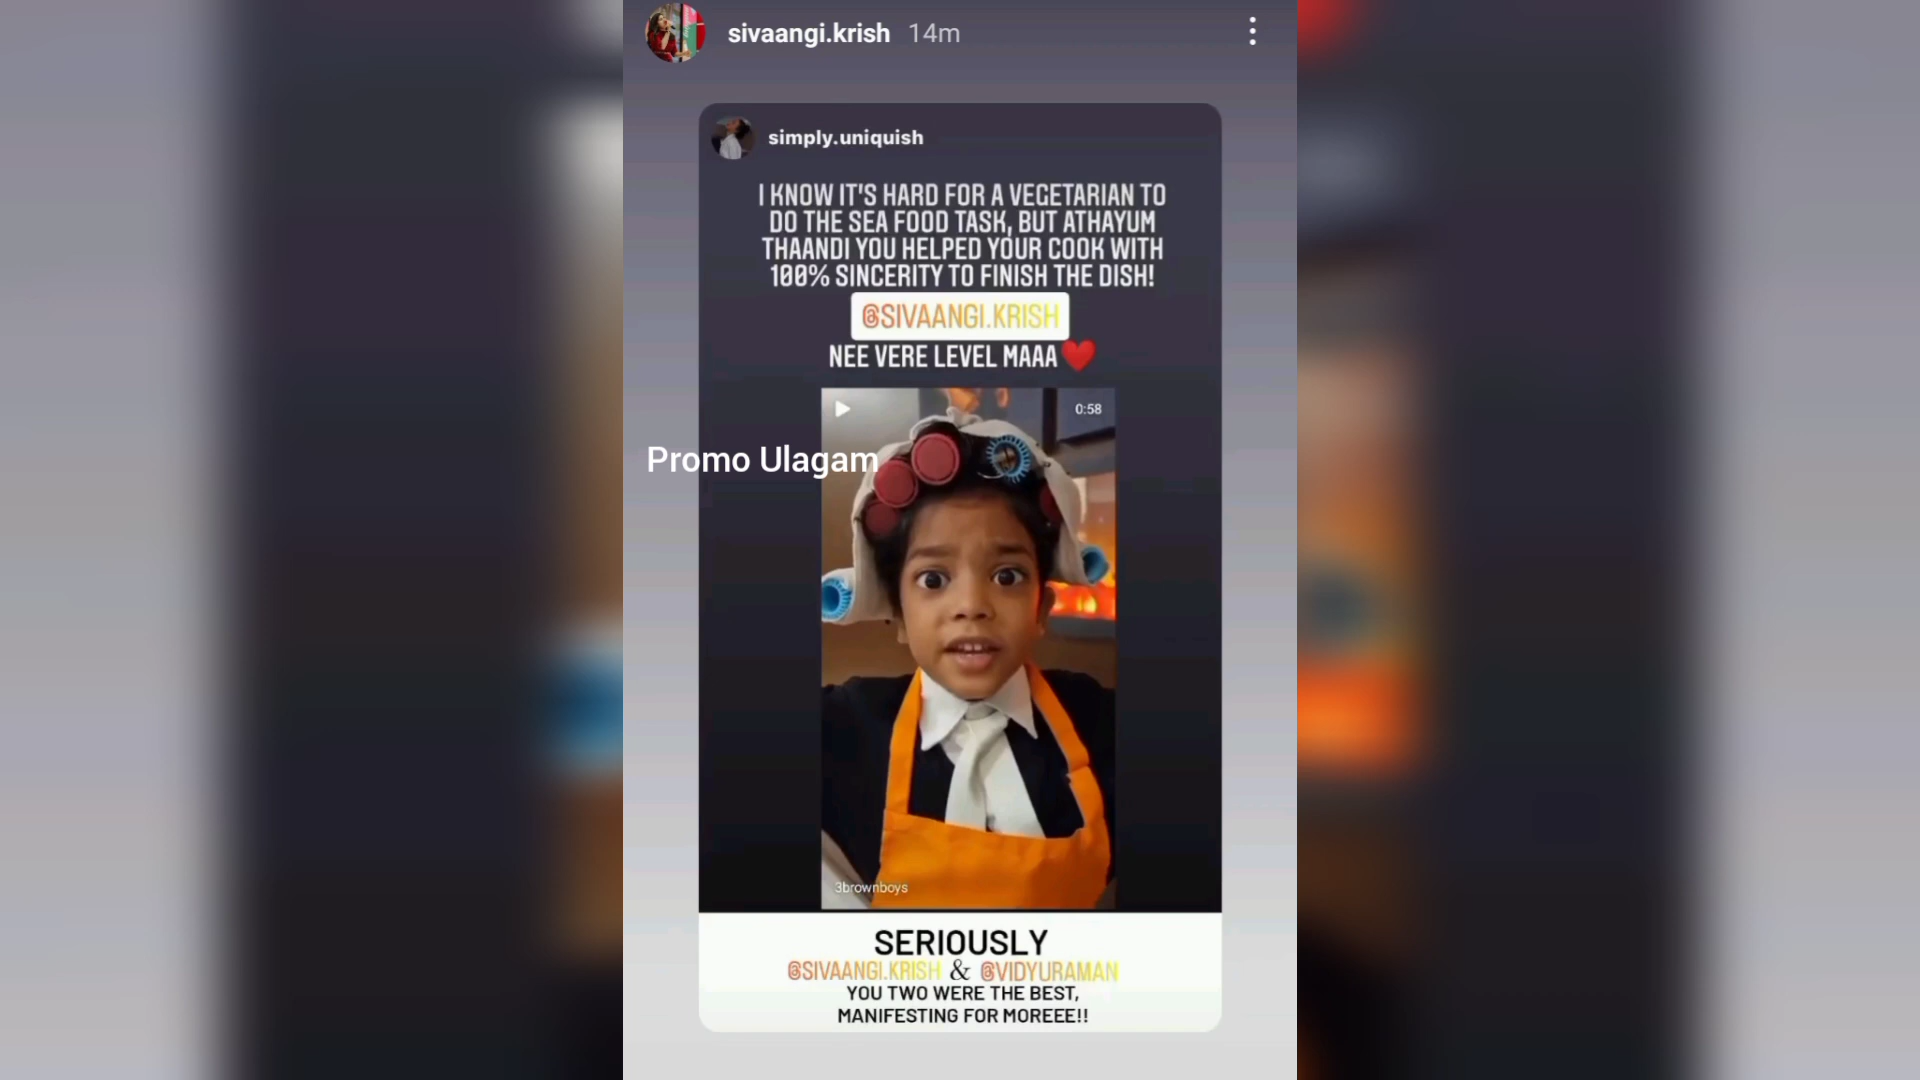 sivaangi.krish 14m
simply.uniquish
I KNOW IT'S HARD FOR A VEGETARIAN TO
DO THE SEA FOOD TASK, BUT ATHAYUM
THAANDI YOU HELPED YOUR COOK WITH
100% SINCERITY TO FINISH THE DISH!
@SIVAANGI.KRISH
NEE VERE LEVEL MAAA
0:58
Promo Ulagam
3brownboys
SERIOUSLY
@SIVAANGI.KRISH & @VIDYURAMAN
YOU TWO WERE THE BEST,
MANIFESTING FOR MOREEE!!